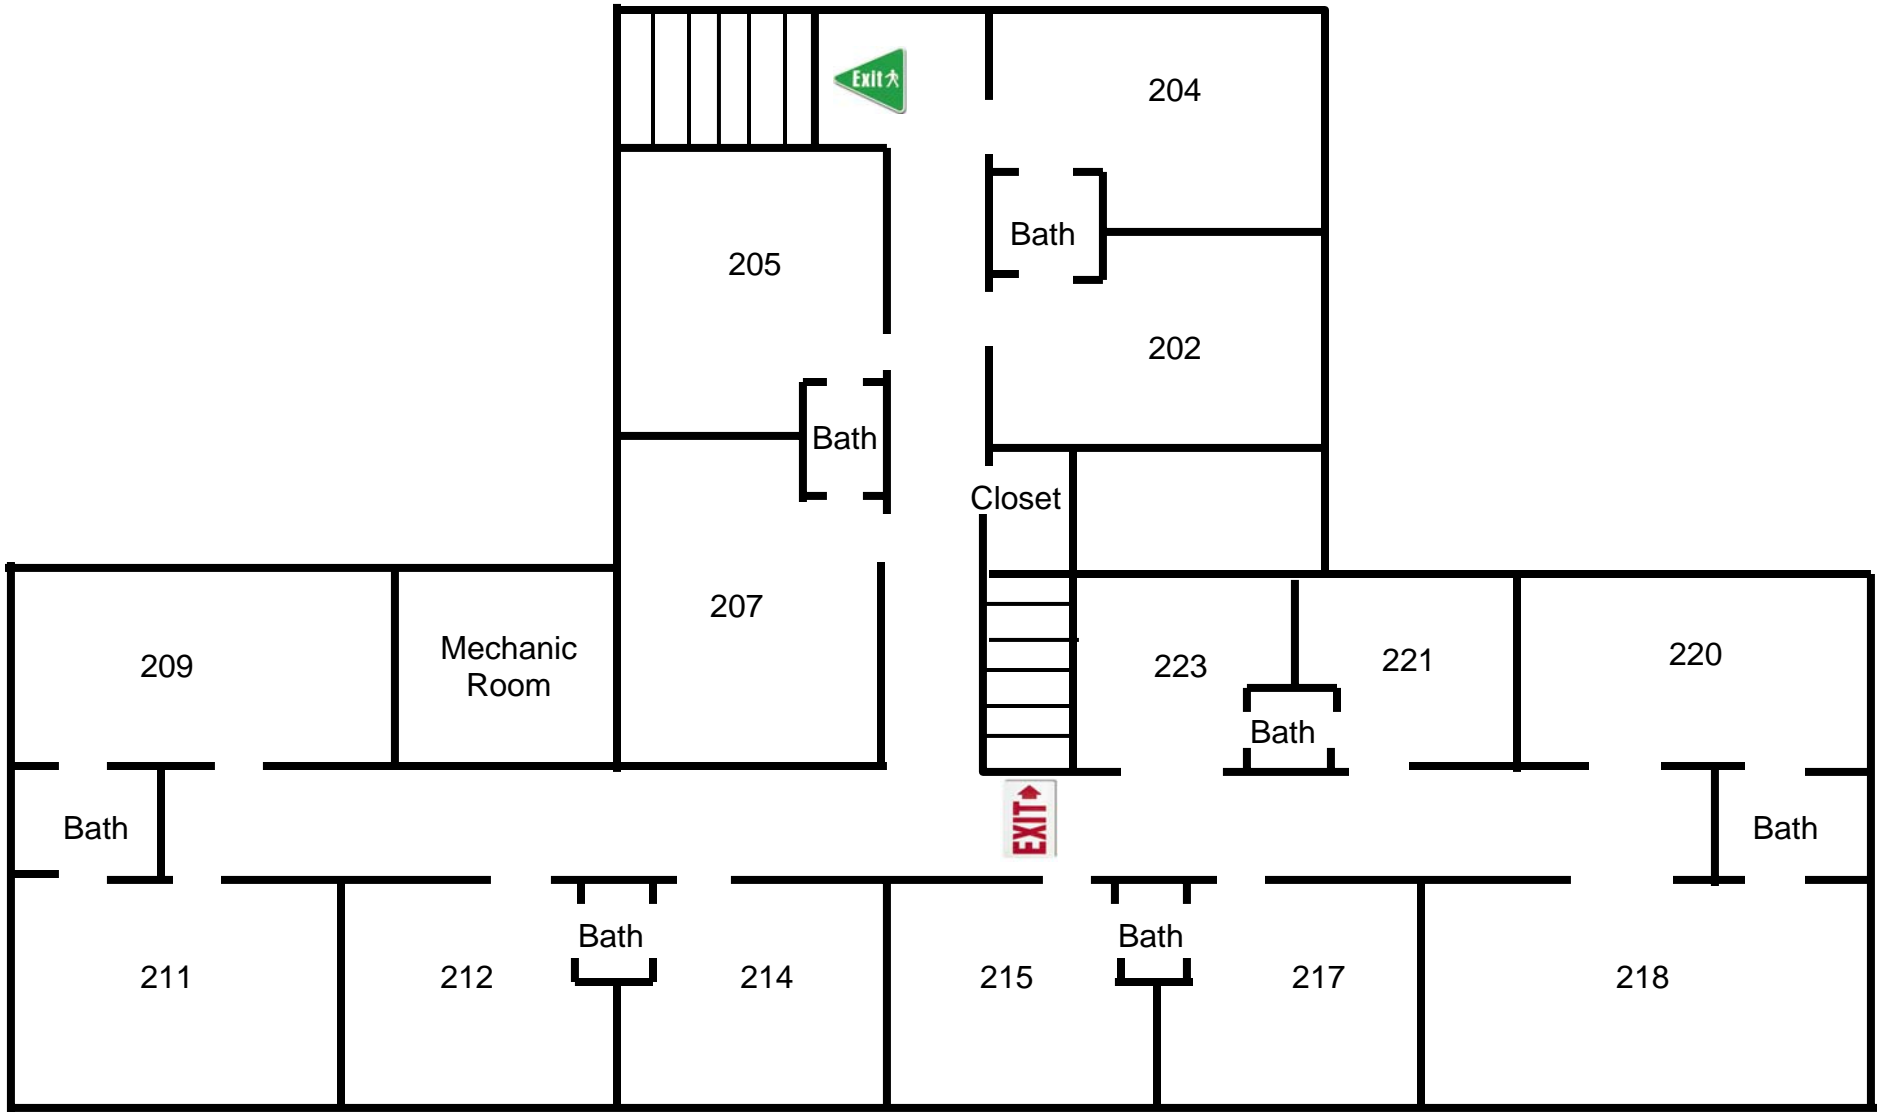 Exit
204
Bath
205
202
Bath
Closet
207
Mechanic
Room
209
223
221
220
Bath
EXIT
Bath
Bath
Bath
Bath
211
212
214
215
217
218